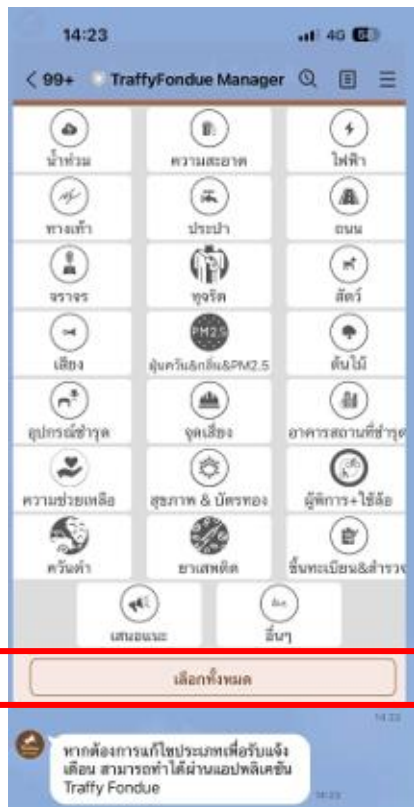 14:23 4G
< 99+ TraffyFondue Manager
น้ำท่วม ความสะอาด ไฟฟ้า
ทางเท้า ประปา ถนน
จราจร ทุจริต สัตว์
PM2.5
เสียง ฝุ่นควัน&กลิ่น&PM2.5 ต้นไม้
อุปกรณ์ชำรุด จุดเสี่ยง อาคารสถานที่ชำรุด
ความช่วยเหลือ สุขภาพ & บัตรทอง ผู้พิการ+ใช้ล้อ
ควันดำ ยาเสพติด ขึ้นทะเบียน&สำรวจ
เสนอแนะ อื่นๆ
เลือกทั้งหมด
14:23
หากต้องการแก้ไขประเภทเพื่อรับแจ้ง
เตือน สามารถทำได้ผ่านแอปพลิเคชัน
Traffy Fondue
14:23